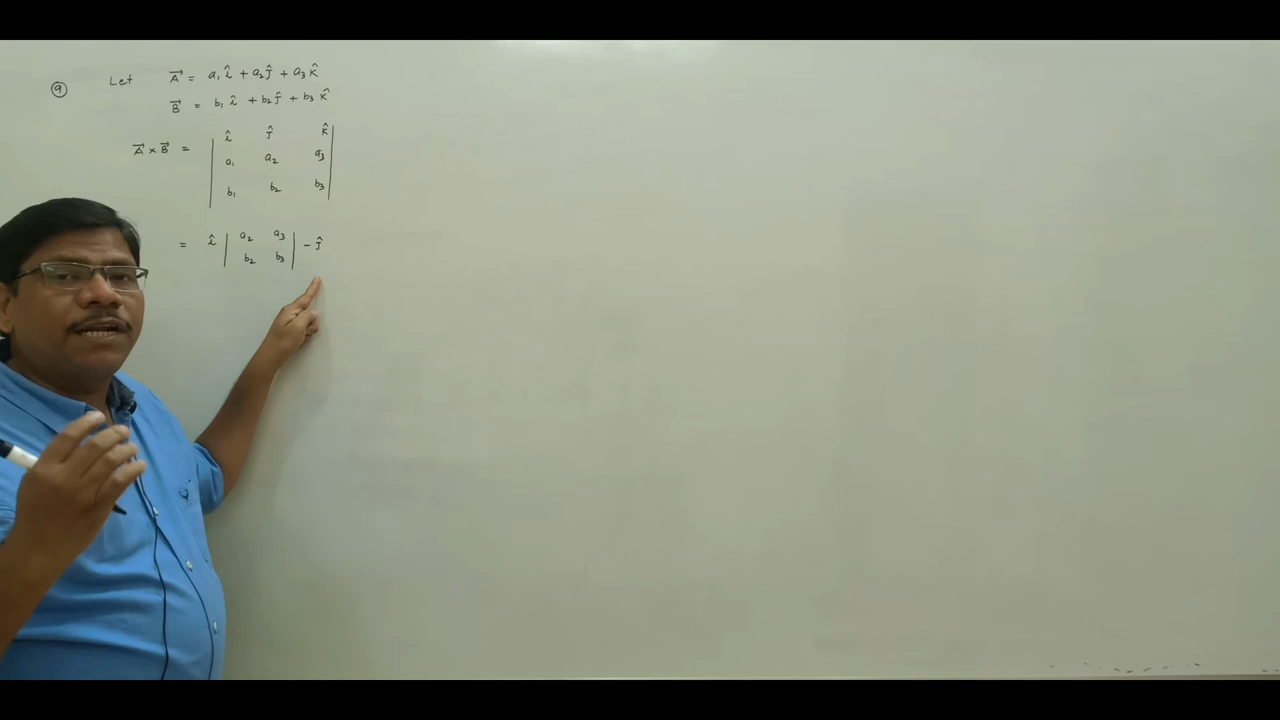 ⑨ Let A⃗ = a₁ î + a₂ ĵ + a₃ k̂
B⃗ = b₁ î + b₂ ĵ + b₃ k̂
A⃗ × B⃗ = | î ĵ k̂ |
| a₁ a₂ a₃ |
| b₁ b₂ b₃ |
= î | a₂ a₃ | − ĵ
| b₂ b₃ |